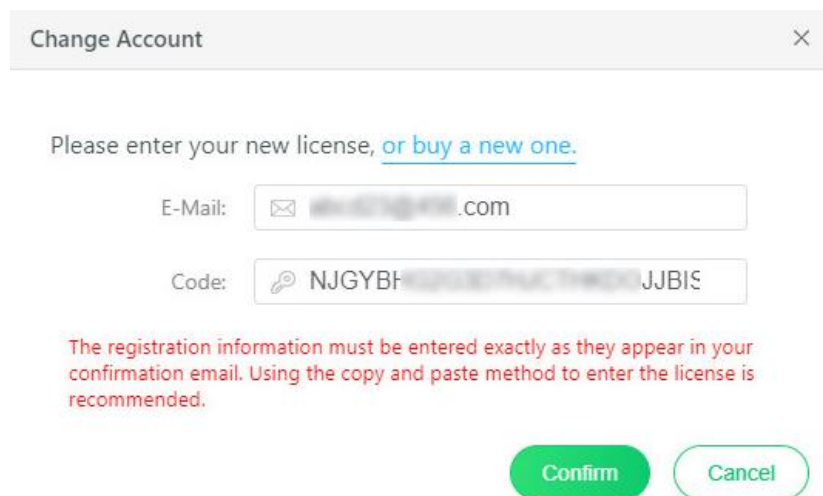 Change Account
Please enter your new license, or buy a new one.
E-Mail: .com
Code: NJGYBH JJBIS
The registration information must be entered exactly as they appear in your
confirmation email. Using the copy and paste method to enter the license is
recommended.
Confirm Cancel